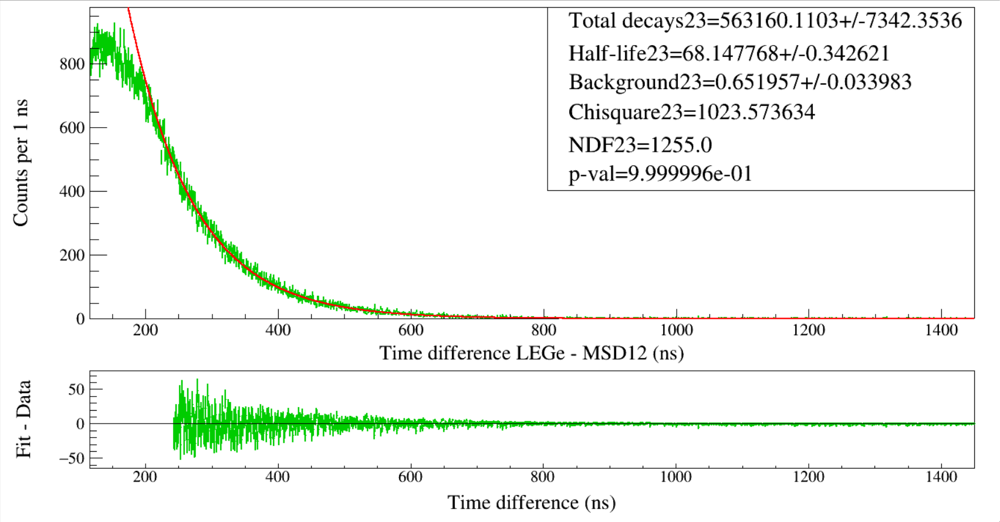 Total decays23=563160.1103+/-7342.3536
Half-life23=68.147768+/-0.342621
Background23=0.651957+/-0.033983
Chisquare23=1023.573634
NDF23=1255.0
p-val=9.999996e-01
Counts per 1 ns
800
600
400
200
0
200 400 600 800 1000 1200 1400
Time difference LEGe - MSD12 (ns)
Fit - Data
50
0
−50
200 400 600 800 1000 1200 1400
Time difference (ns)